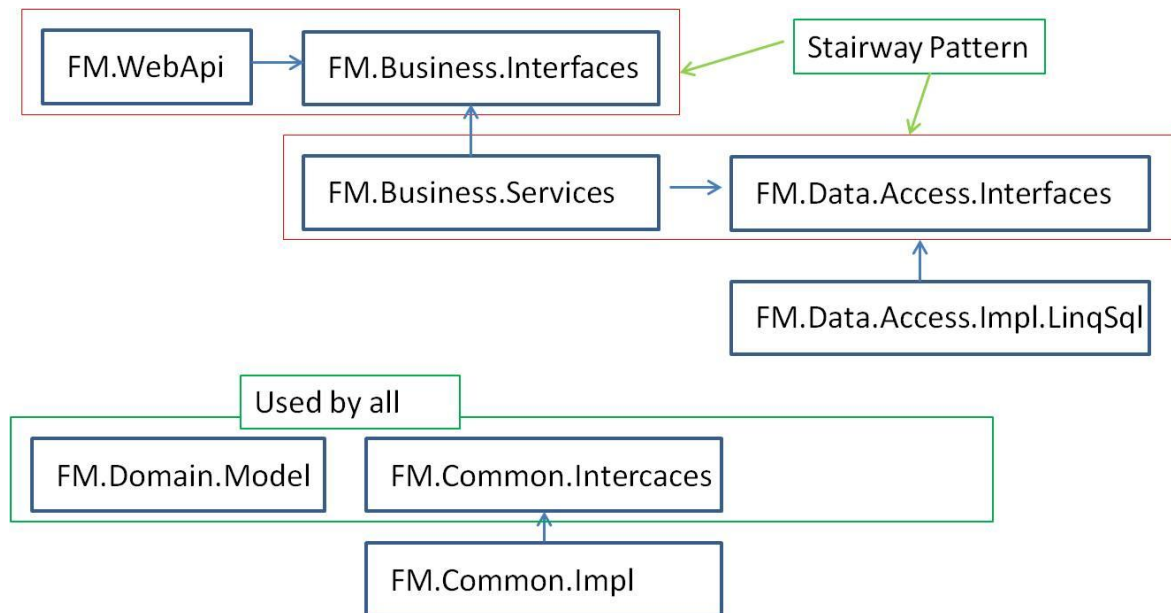 FM.WebApi
FM.Business.Interfaces
Stairway Pattern
FM.Business.Services
FM.Data.Access.Interfaces
FM.Data.Access.Impl.LinqSql
Used by all
FM.Domain.Model
FM.Common.Intercaces
FM.Common.Impl